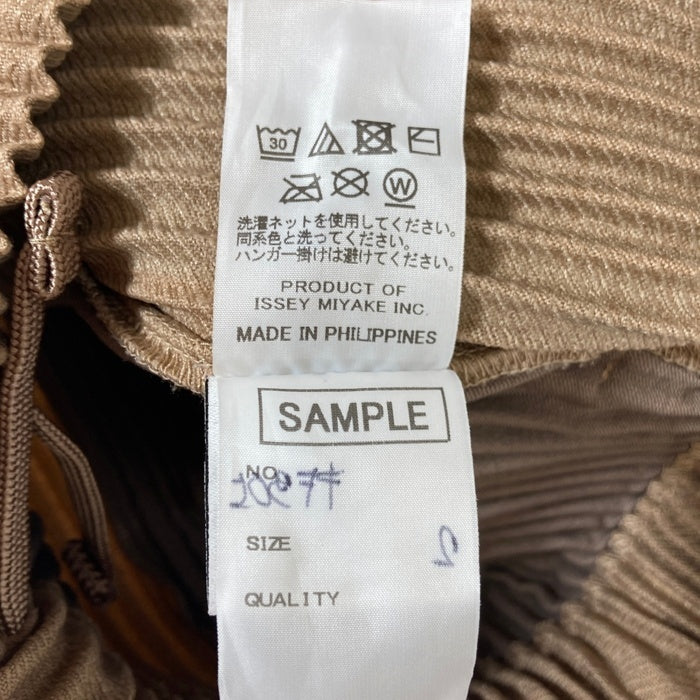 30
W
洗濯ネットを使用してください。
同系色と洗ってください。
ハンガー掛けは避けてください。
PRODUCT OF
ISSEY MIYAKE INC.
MADE IN PHILIPPINES
SAMPLE
NO.
SIZE
QUALITY